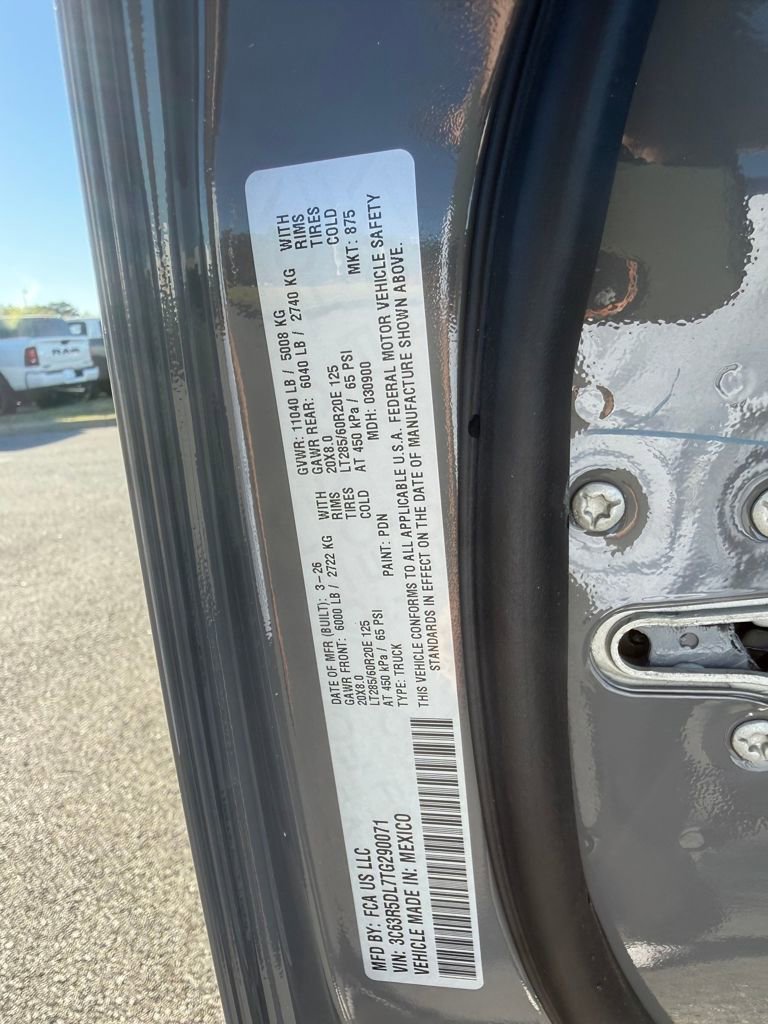 MFD BY: FCA US LLC
VIN: 3C63R5DL7TG290071
VEHICLE MADE IN: MEXICO
DATE OF MFR (BUILT): 3-26
GAWR FRONT: 6000 LB / 2722 KG WITH
20X8.0 RIMS
LT285/60R20E 125 TIRES
AT 450 kPa / 65 PSI COLD
TYPE: TRUCK PAINT: PDN
GVWR: 11040 LB / 5008 KG
GAWR REAR: 6040 LB / 2740 KG WITH
20X8.0 RIMS
LT285/60R20E 125 TIRES
AT 450 kPa / 65 PSI COLD
MDH: 030900 MKT: 875
THIS VEHICLE CONFORMS TO ALL APPLICABLE U.S.A. FEDERAL MOTOR VEHICLE SAFETY
STANDARDS IN EFFECT ON THE DATE OF MANUFACTURE SHOWN ABOVE.
RAM
C